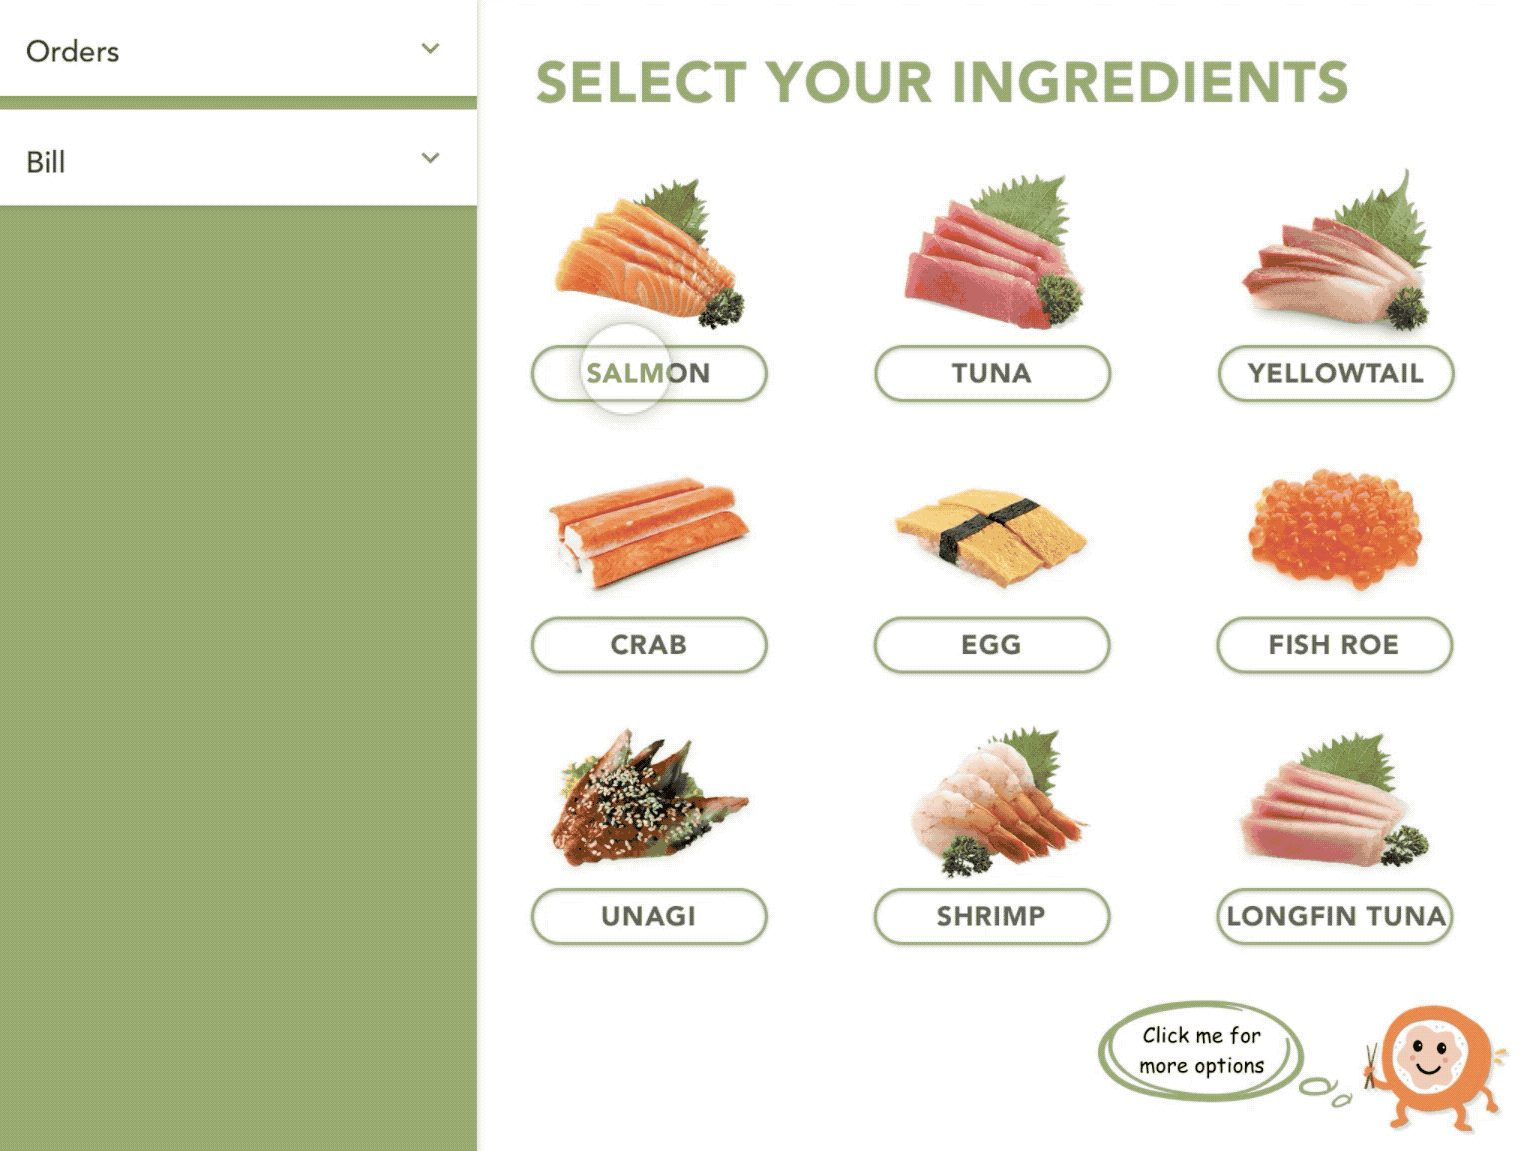 Orders
Bill
SELECT YOUR INGREDIENTS
SALMON
TUNA
YELLOWTAIL
CRAB
EGG
FISH ROE
UNAGI
SHRIMP
LONGFIN TUNA
Click me for
more options